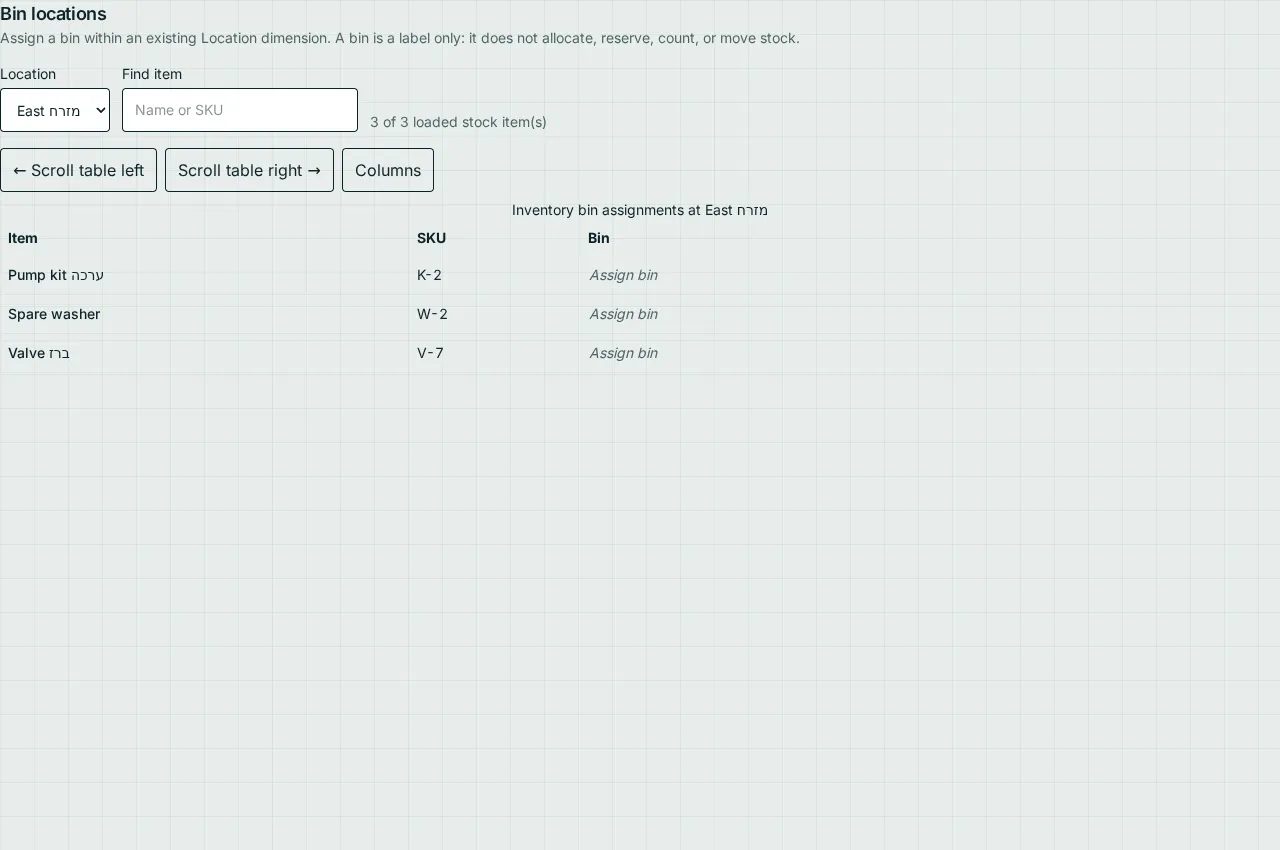 Bin locations
Assign a bin within an existing Location dimension. A bin is a label only: it does not allocate, reserve, count, or move stock.
Location Find item
East מזרח Name or SKU 3 of 3 loaded stock item(s)
← Scroll table left Scroll table right → Columns
Inventory bin assignments at East מזרח
Item SKU Bin
Pump kit ערכה K-2 Assign bin
Spare washer W-2 Assign bin
Valve ברז V-7 Assign bin